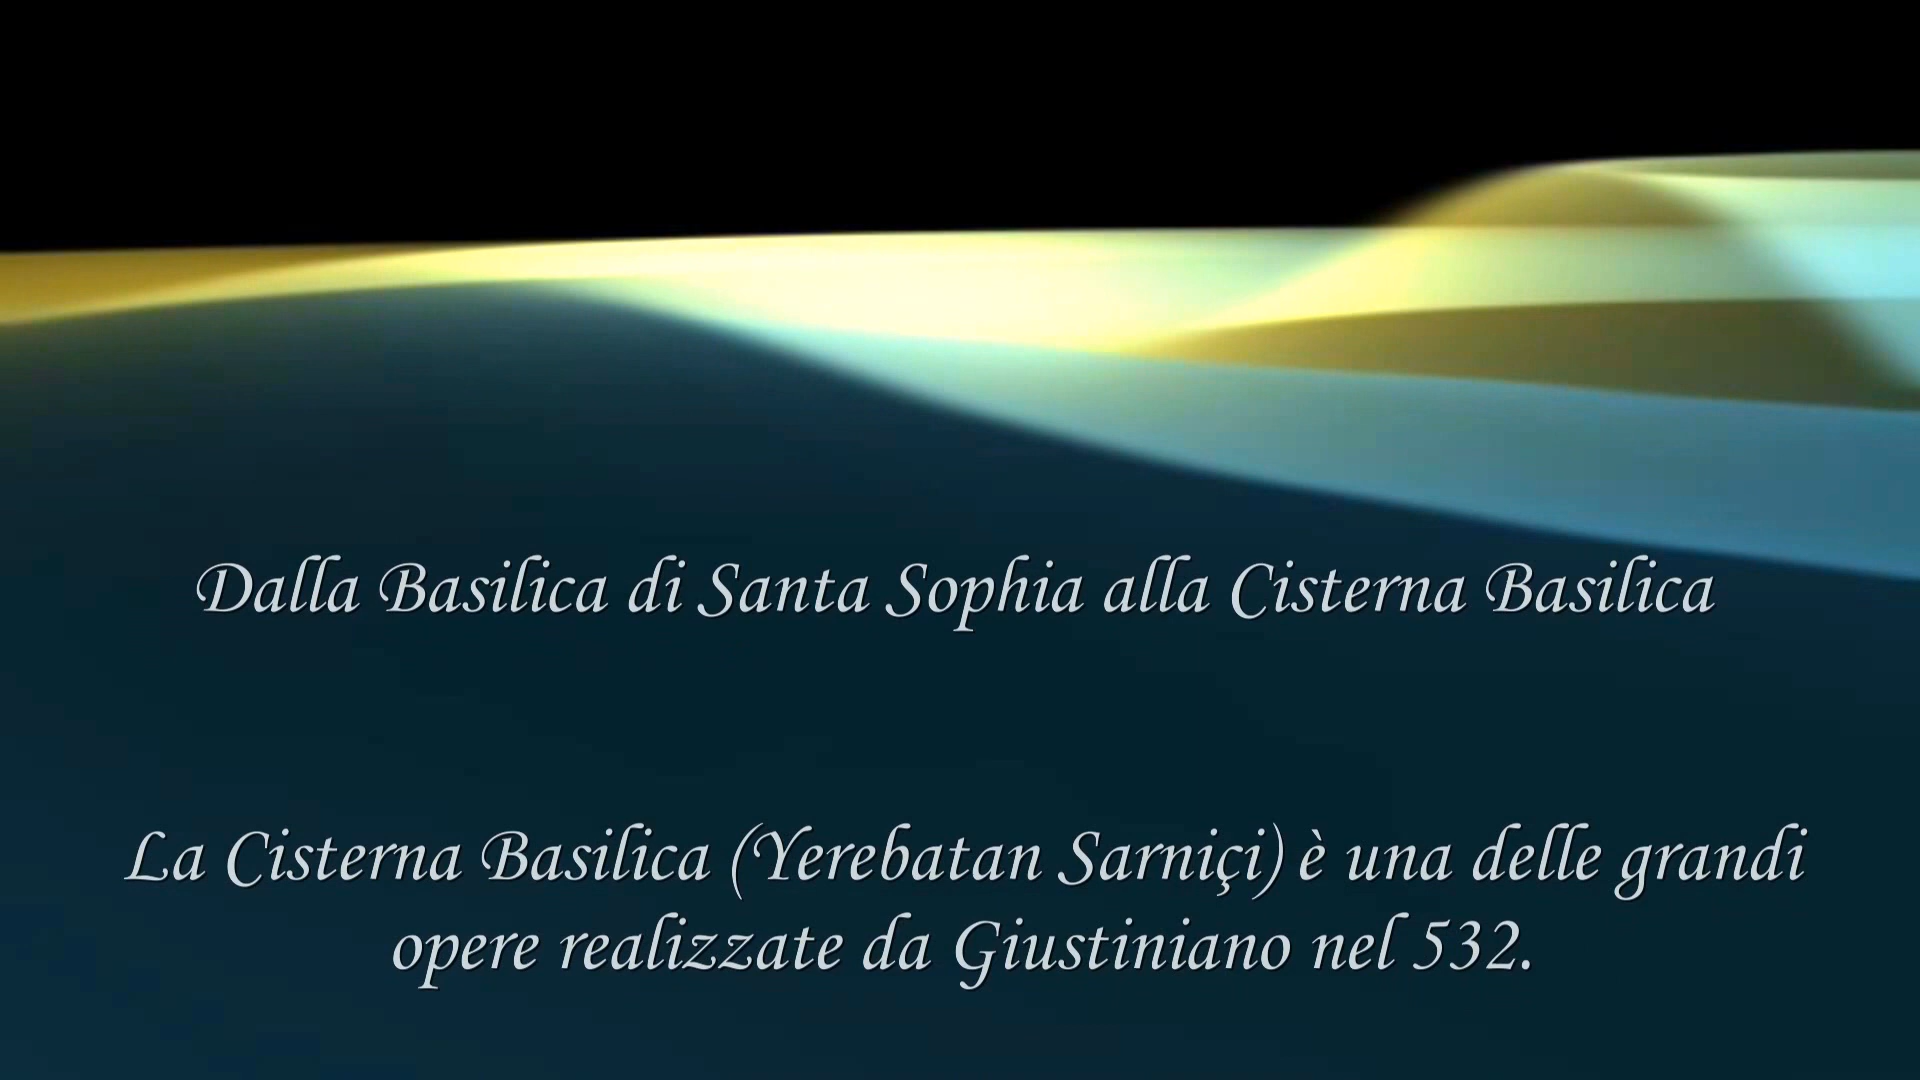 Dalla Basilica di Santa Sophia alla Cisterna Basilica
La Cisterna Basilica (Yerebatan Sarniçi) è una delle grandi
opere realizzate da Giustiniano nel 532.